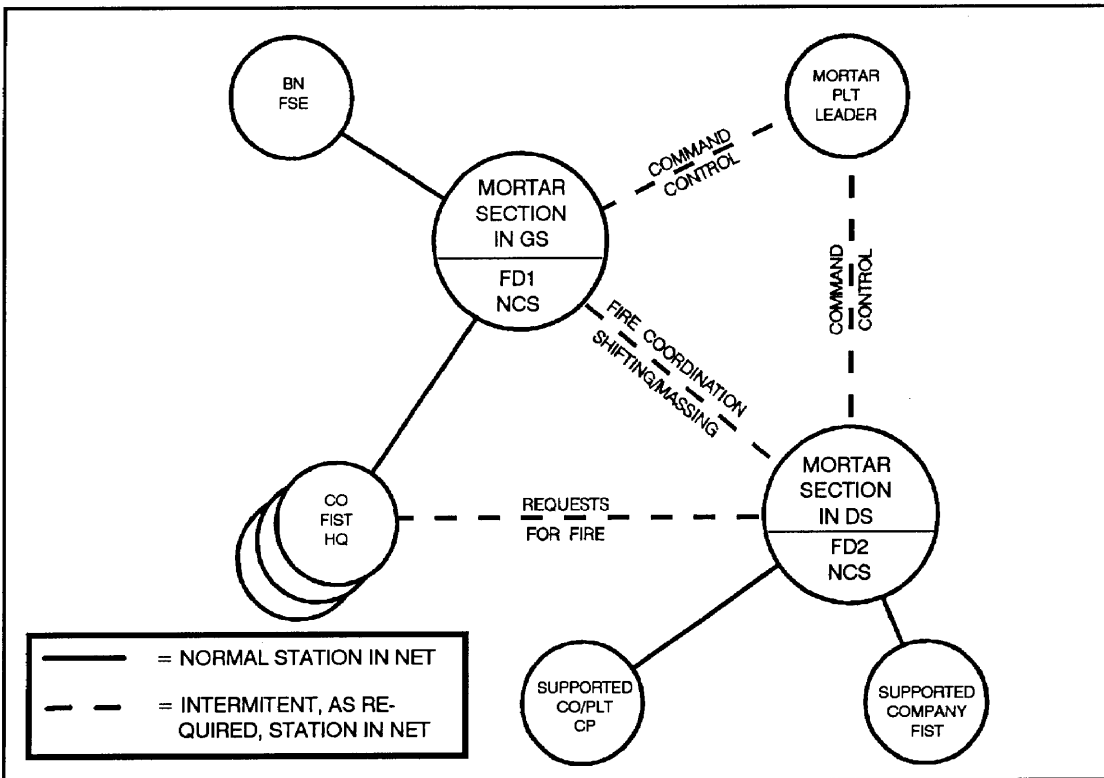 BN
FSE
MORTAR
PLT
LEADER
COMMAND
CONTROL
MORTAR
SECTION
IN GS
FD1
NCS
COMMAND
CONTROL
FIRE COORDINATION
SHIFTING/MASSING
MORTAR
SECTION
IN DS
FD2
NCS
CO
FIST
HQ
REQUESTS
FOR FIRE
SUPPORTED
CO/PLT
CP
SUPPORTED
COMPANY
FIST
= NORMAL STATION IN NET
= INTERMITENT, AS RE-
QUIRED, STATION IN NET